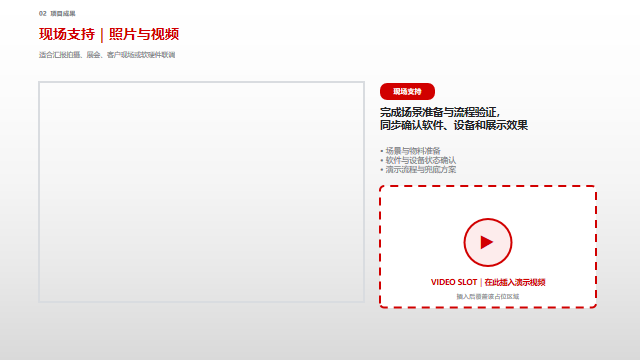 02 项目成果
现场支持｜照片与视频
适合汇报拍摄、展会、客户现场或软硬件联调
现场支持
完成场景准备与流程验证，
同步确认软件、设备和展示效果
• 场景与物料准备
• 软件与设备状态确认
• 演示流程与兜底方案
VIDEO SLOT｜在此插入演示视频
插入后覆盖该占位区域